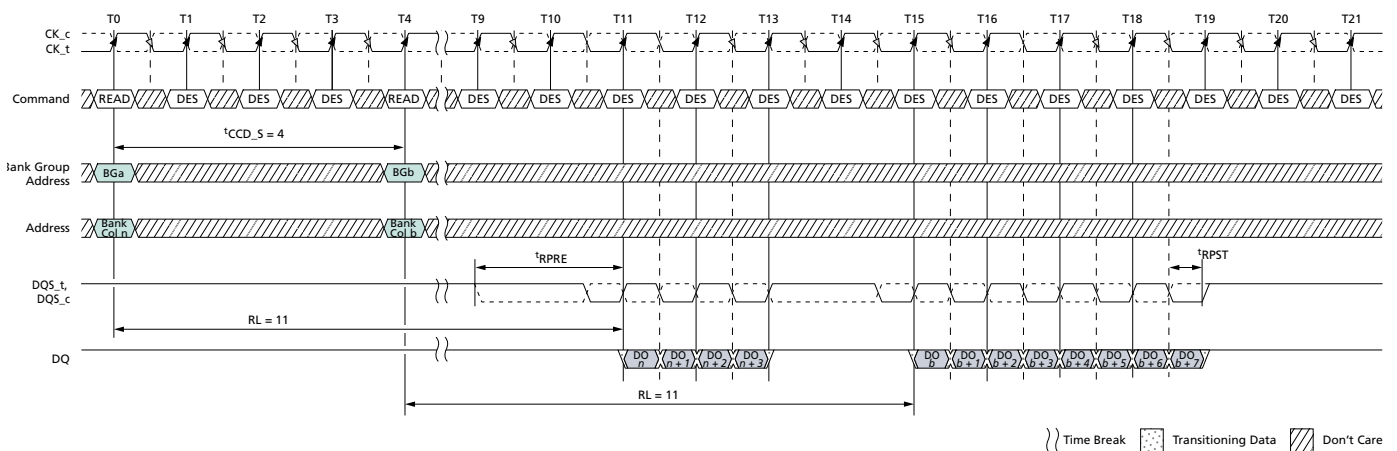 T0 T1 T2 T3 T4 T9 T10 T11 T12 T13 T14 T15 T16 T17 T18 T19 T20 T21
CK_c
CK_t
Command READ DES DES DES READ DES DES DES DES DES DES DES DES DES DES DES DES DES
tCCD_S = 4
Bank Group
Address
BGa BGb
Address
Bank
Col n
Bank
Col b
tRPRE tRPST
DQS_t,
DQS_c
RL = 11
DQ
DO
n
DO
n + 1
DO
n + 2
DO
n + 3
DO
b
DO
b + 1
DO
b + 2
DO
b + 3
DO
b + 4
DO
b + 5
DO
b + 6
DO
b + 7
RL = 11
Time Break Transitioning Data Don't Care